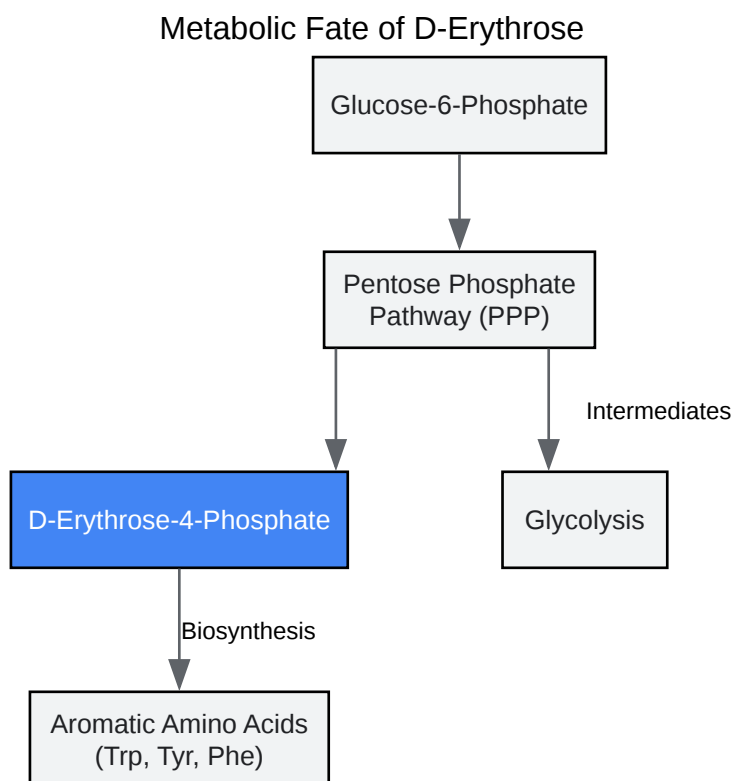 Metabolic Fate of D-Erythrose
Glucose-6-Phosphate
Pentose Phosphate
Pathway (PPP)
Intermediates
D-Erythrose-4-Phosphate
Glycolysis
Biosynthesis
Aromatic Amino Acids
(Trp, Tyr, Phe)